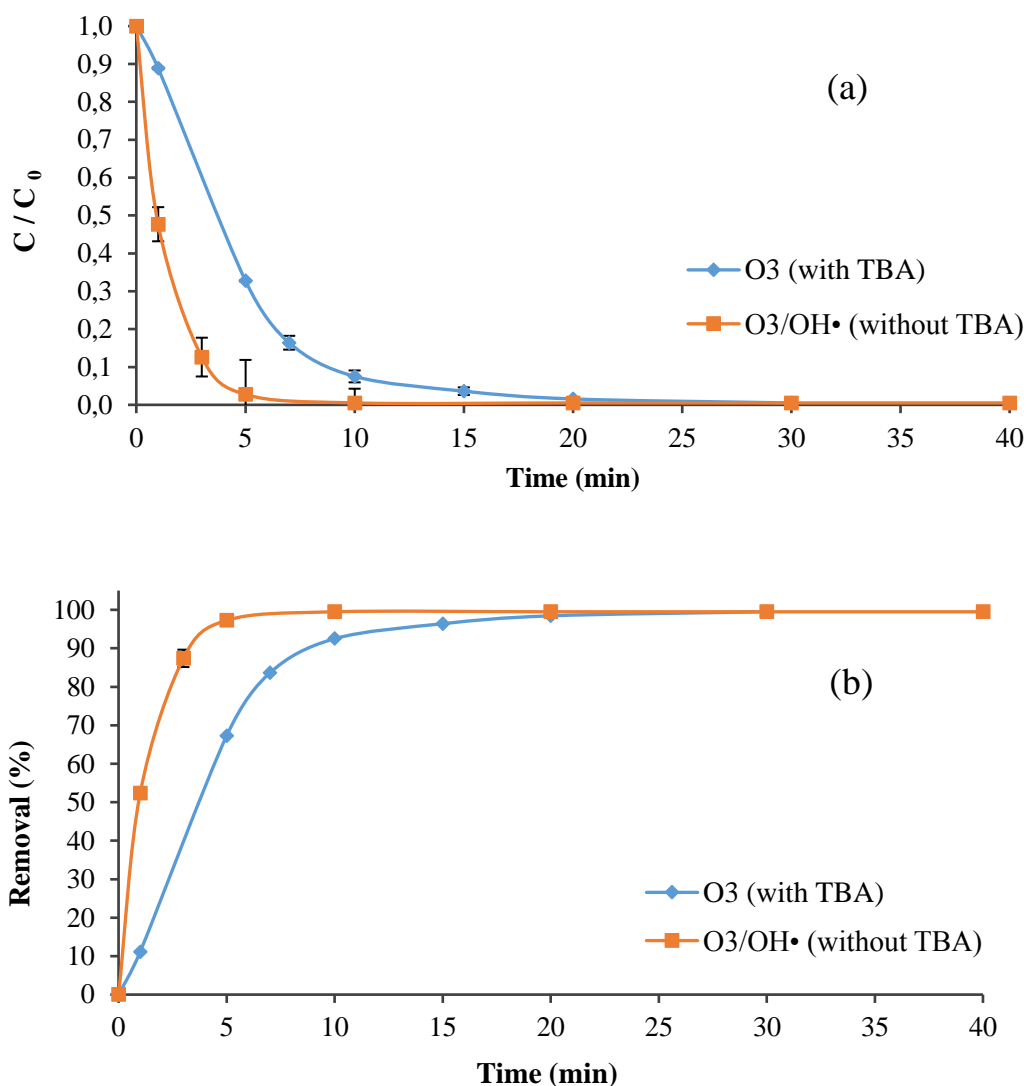 1,0
0,9
0,8
0,7
0,6
0,5
0,4
0,3
0,2
0,1
0,0
C / C 0
(a)
O3 (with TBA)
O3/OH• (without TBA)
0 5 10 15 20 25 30 35 40
Time (min)
100
90
80
70
60
50
40
30
20
10
0
Removal (%)
(b)
O3 (with TBA)
O3/OH• (without TBA)
0 5 10 15 20 25 30 35 40
Time (min)